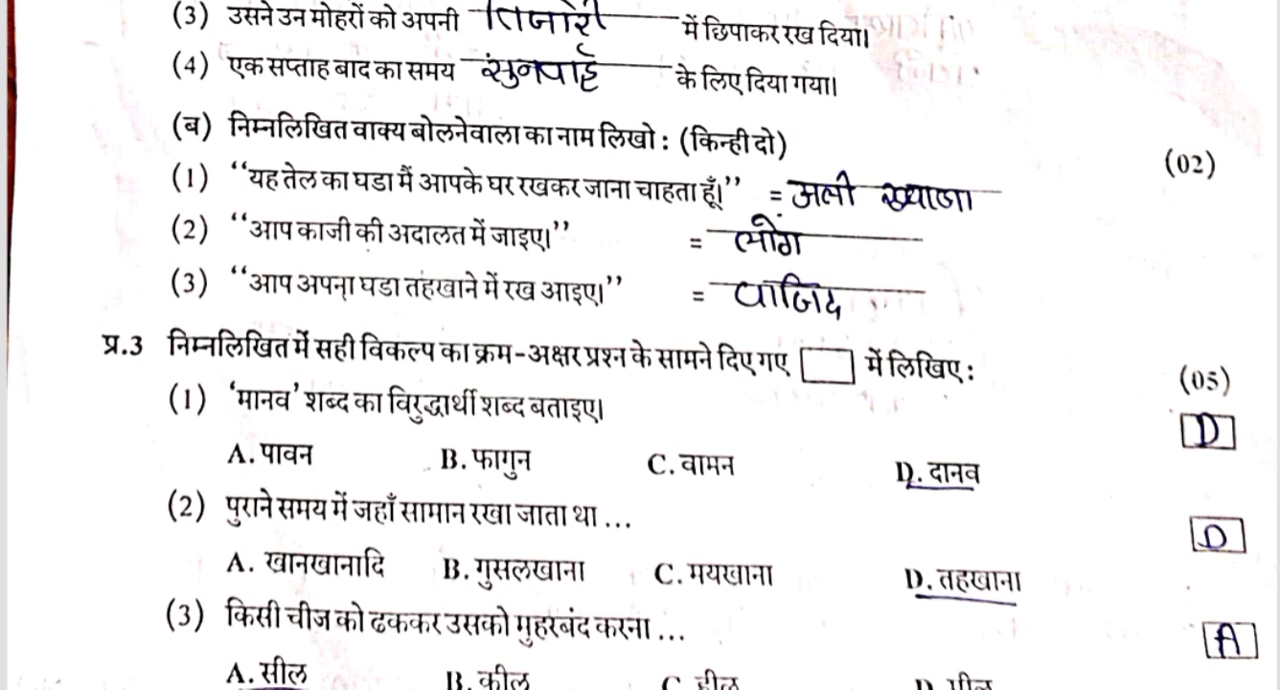 (3) उसने उन मोहरों को अपनी तिजोरी में छिपाकर रख दिया।
(4) एक सप्ताह बाद का समय सुनवाई के लिए दिया गया।
(ब) निम्नलिखित वाक्य बोलनेवाला का नाम लिखो : (किन्ही दो) (02)
(1) “यह तेल का घडा मैं आपके घर रखकर जाना चाहता हूँ।” = अली ख्वाजा
(2) “आप काजी की अदालत में जाइए।” = लोग
(3) “आप अपना घडा तहखाने में रख आइए।” = वाजिद
प्र.3 निम्नलिखित में सही विकल्प का क्रम-अक्षर प्रश्न के सामने दिए गए में लिखिए : (05)
(1) ‘मानव’ शब्द का विरुद्धार्थी शब्द बताइए। D
A. पावन B. फागुन C. वामन D. दानव
(2) पुराने समय में जहाँ सामान रखा जाता था ... D
A. खानखानादि B. गुसलखाना C. मयखाना D. तहखाना
(3) किसी चीज को ढककर उसको मुहरबंद करना ... A
A. सील B. कील C. हील D.